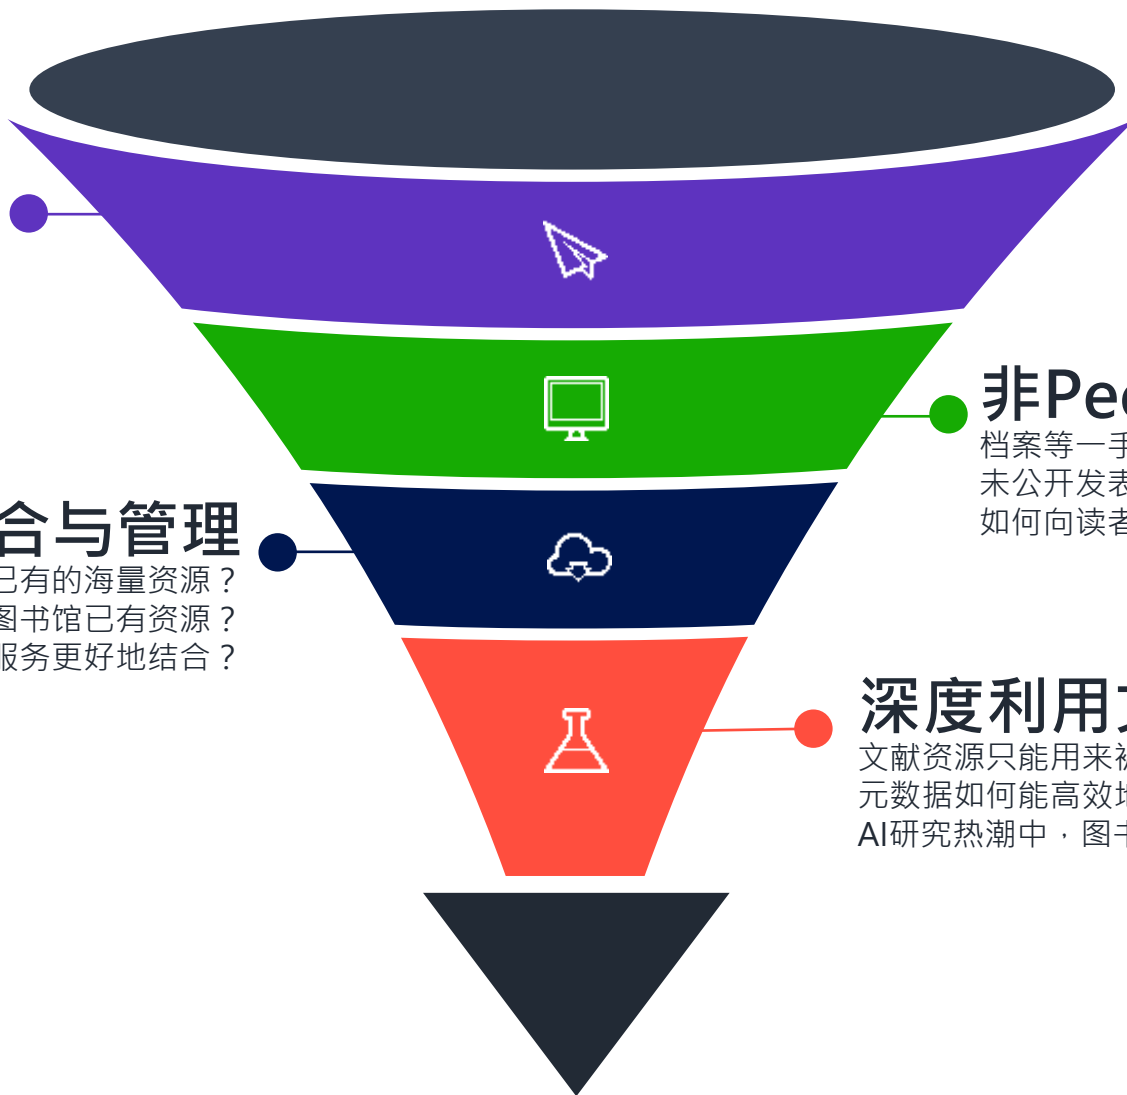 非Pee
档案等一手
未公开发表
如何向读者
合与管理
已有的海量资源？
图书馆已有资源？
服务更好地结合？
深度利用
文献资源只能用来
元数据如何能高效
AI研究热潮中，图